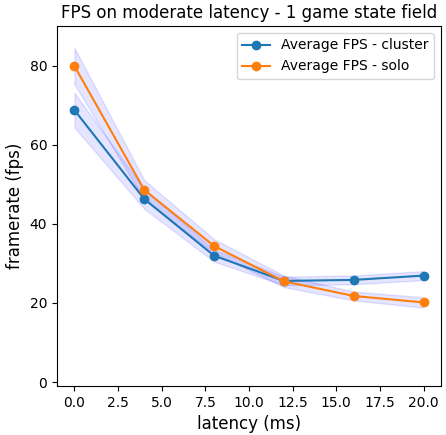 FPS on moderate latency - 1 game state field
Average FPS - cluster
Average FPS - solo
framerate (fps)
80
60
40
20
0
0.0 2.5 5.0 7.5 10.0 12.5 15.0 17.5 20.0
latency (ms)